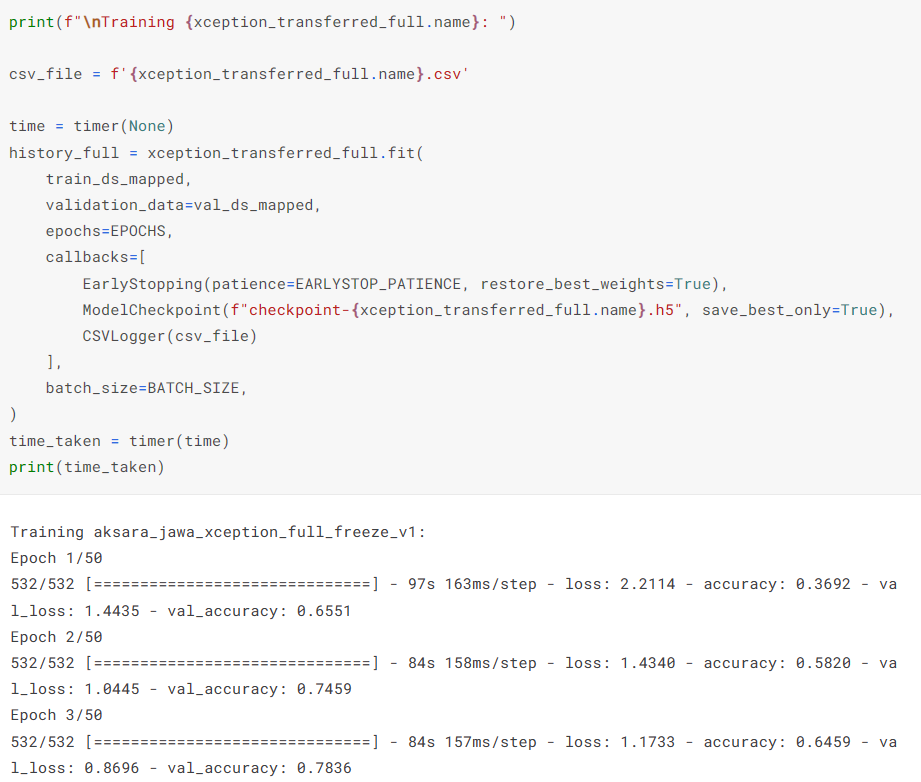 print(f"\nTraining {xception_transferred_full.name}: ")
csv_file = f'{xception_transferred_full.name}.csv'
time = timer(None)
history_full = xception_transferred_full.fit(
    train_ds_mapped,
    validation_data=val_ds_mapped,
    epochs=EPOCHS,
    callbacks=[
        EarlyStopping(patience=EARLYSTOP_PATIENCE, restore_best_weights=True),
        ModelCheckpoint(f"checkpoint-{xception_transferred_full.name}.h5", save_best_only=True),
        CSVLogger(csv_file)
    ],
    batch_size=BATCH_SIZE,
)
time_taken = timer(time)
print(time_taken)
Training aksara_jawa_xception_full_freeze_v1:
Epoch 1/50
532/532 [==============================] - 97s 163ms/step - loss: 2.2114 - accuracy: 0.3692 - va
l_loss: 1.4435 - val_accuracy: 0.6551
Epoch 2/50
532/532 [==============================] - 84s 158ms/step - loss: 1.4340 - accuracy: 0.5820 - va
l_loss: 1.0445 - val_accuracy: 0.7459
Epoch 3/50
532/532 [==============================] - 84s 157ms/step - loss: 1.1733 - accuracy: 0.6459 - va
l_loss: 0.8696 - val_accuracy: 0.7836